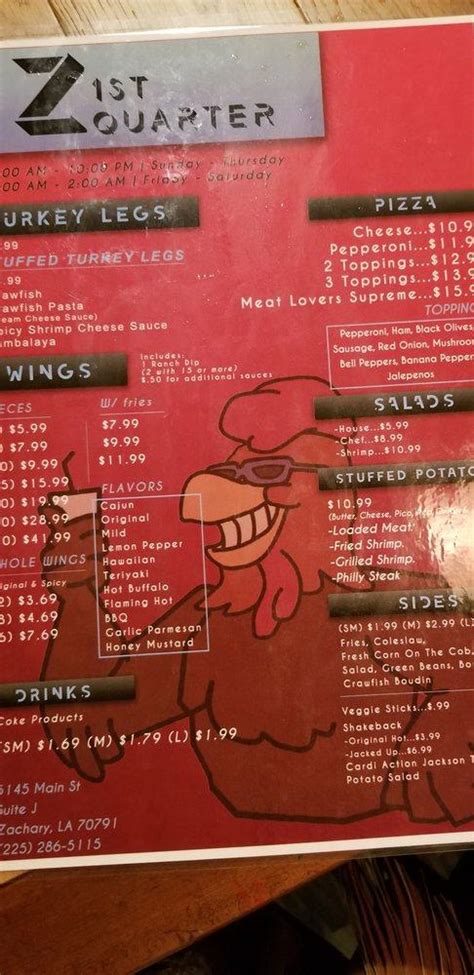 Z 1ST
QUARTER
:00 AM - 10:00 PM | Sunday - Thursday
:00 AM - 2:00 AM | Friday - Saturday
TURKEY LEGS
.99
TUFFED TURKEY LEGS
.99
rawfish
rawfish Pasta
ream Cheese Sauce)
picy Shrimp Cheese Sauce
umbalaya
WINGS
Includes:
1 Ranch Dip
(2 with 15 or more)
$.50 for additional sauces
ECES
W/ fries
) $5.99
$7.99
) $7.99
$9.99
0) $9.99
$11.99
5) $15.99
0) $19.99
0) $28.99
0) $41.99
FLAVORS
Cajun
Original
Mild
Lemon Pepper
Hawaiian
Teriyaki
Hot Buffalo
Flaming Hot
BBQ
Garlic Parmesan
Honey Mustard
HOLE WINGS
iginal & Spicy
2) $3.69
3) $4.69
5) $7.69
DRINKS
Coke Products
(SM) $1.69 (M) $1.79 (L) $1.99
5145 Main St
Suite J
Zachary, LA 70791
(225) 286-5115
PIZZA
Cheese...$10.9
Pepperoni...$11.9
2 Toppings...$12.9
3 Toppings...$13.9
Meat Lovers Supreme...$15.9
TOPPING
Pepperoni, Ham, Black Olives,
Sausage, Red Onion, Mushroo
Bell Peppers, Banana Pepper
Jalepenos
SALADS
-House...$5.99
-Chef...$8.99
-Shrimp...$10.99
STUFFED POTATO
$10.99
(Butter, Cheese, Pico,
-Loaded Meat
-Fried Shrimp.
-Grilled Shrimp.
-Philly Steak
SIDES
(SM) $1.99 (M) $2.99 (L)
Fries, Coleslaw,
Fresh Corn On The Cob,
Salad, Green Beans, Bo
Crawfish Boudin
Veggie Sticks...$.99
Shakeback
-Original Hot...$3.99
-Jacked Up...$6.99
Cardi Action Jackson T
Potato Salad